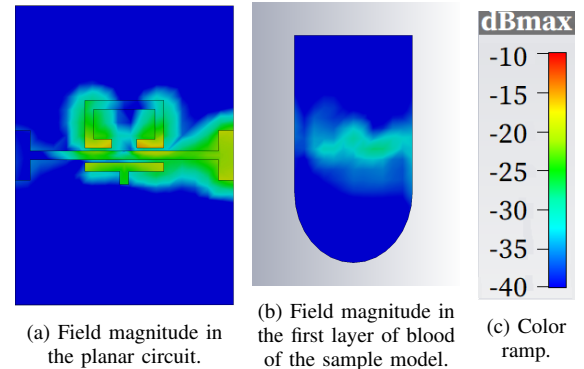 dBmax
-10
-15
-20
-25
-30
-35
-40
(a) Field magnitude in
the planar circuit.
(b) Field magnitude in
the first layer of blood
of the sample model.
(c) Color
ramp.